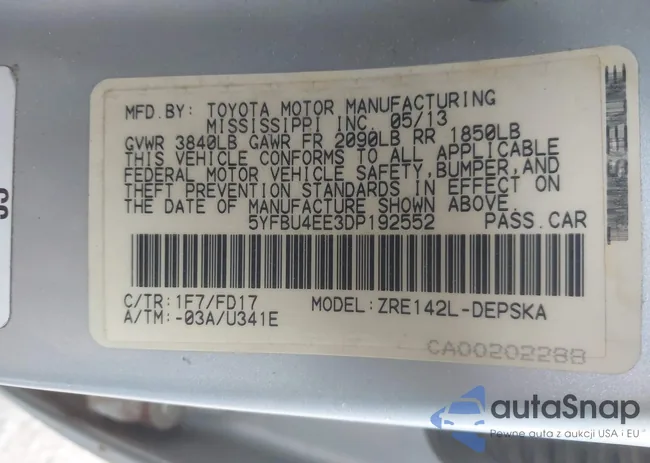 MFD.BY: TOYOTA MOTOR MANUFACTURING
MISSISSIPPI INC. 05/13
GVWR 3840LB GAWR FR 2090LB RR 1850LB
THIS VEHICLE CONFORMS TO ALL APPLICABLE
FEDERAL MOTOR VEHICLE SAFETY,BUMPER,AND
THEFT PREVENTION STANDARDS IN EFFECT ON
THE DATE OF MANUFACTURE SHOWN ABOVE.
5YFBU4EE3DP192552 PASS.CAR
C/TR:1F7/FD17 MODEL:ZRE142L-DEPSKA
A/TM:-03A/U341E
CA00202288
autaSnap
Pewne auta z aukcji USA i EU